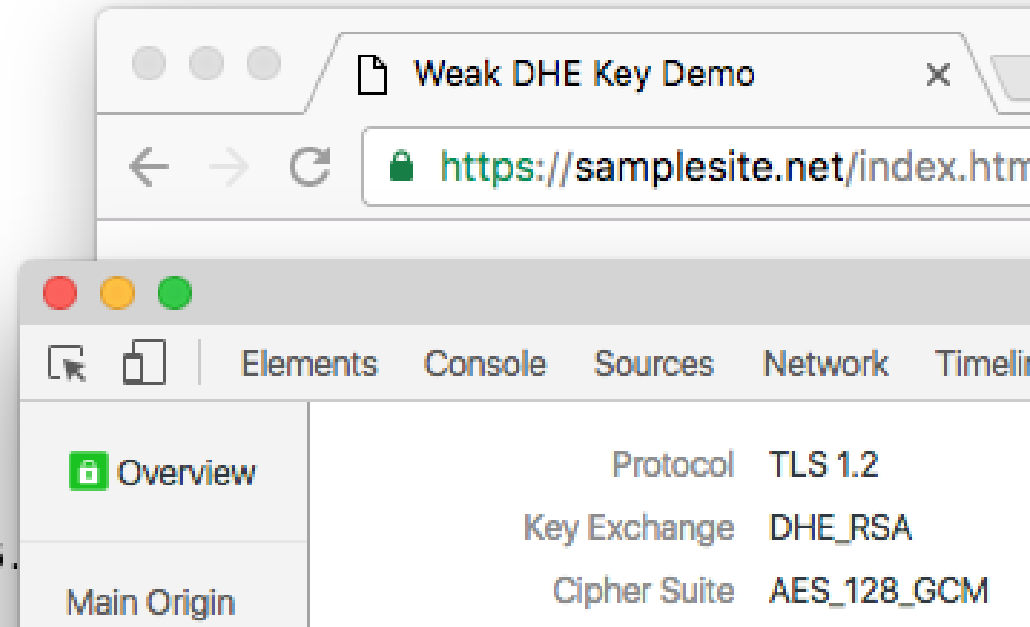 Weak DHE Key Demo
https://samplesite.net/index.htm
Elements Console Sources Network Timelin
Overview
Protocol TLS 1.2
Key Exchange DHE_RSA
Cipher Suite AES_128_GCM
s.
Main Origin